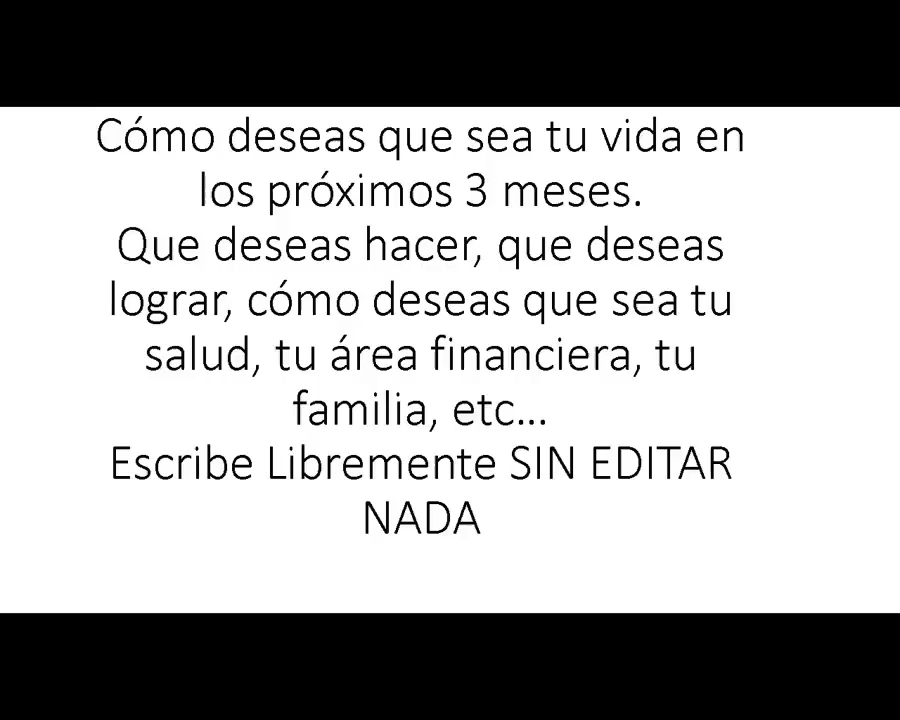 Cómo deseas que sea tu vida en
los próximos 3 meses.
Que deseas hacer, que deseas
lograr, cómo deseas que sea tu
salud, tu área financiera, tu
familia, etc...
Escribe Libremente SIN EDITAR
NADA